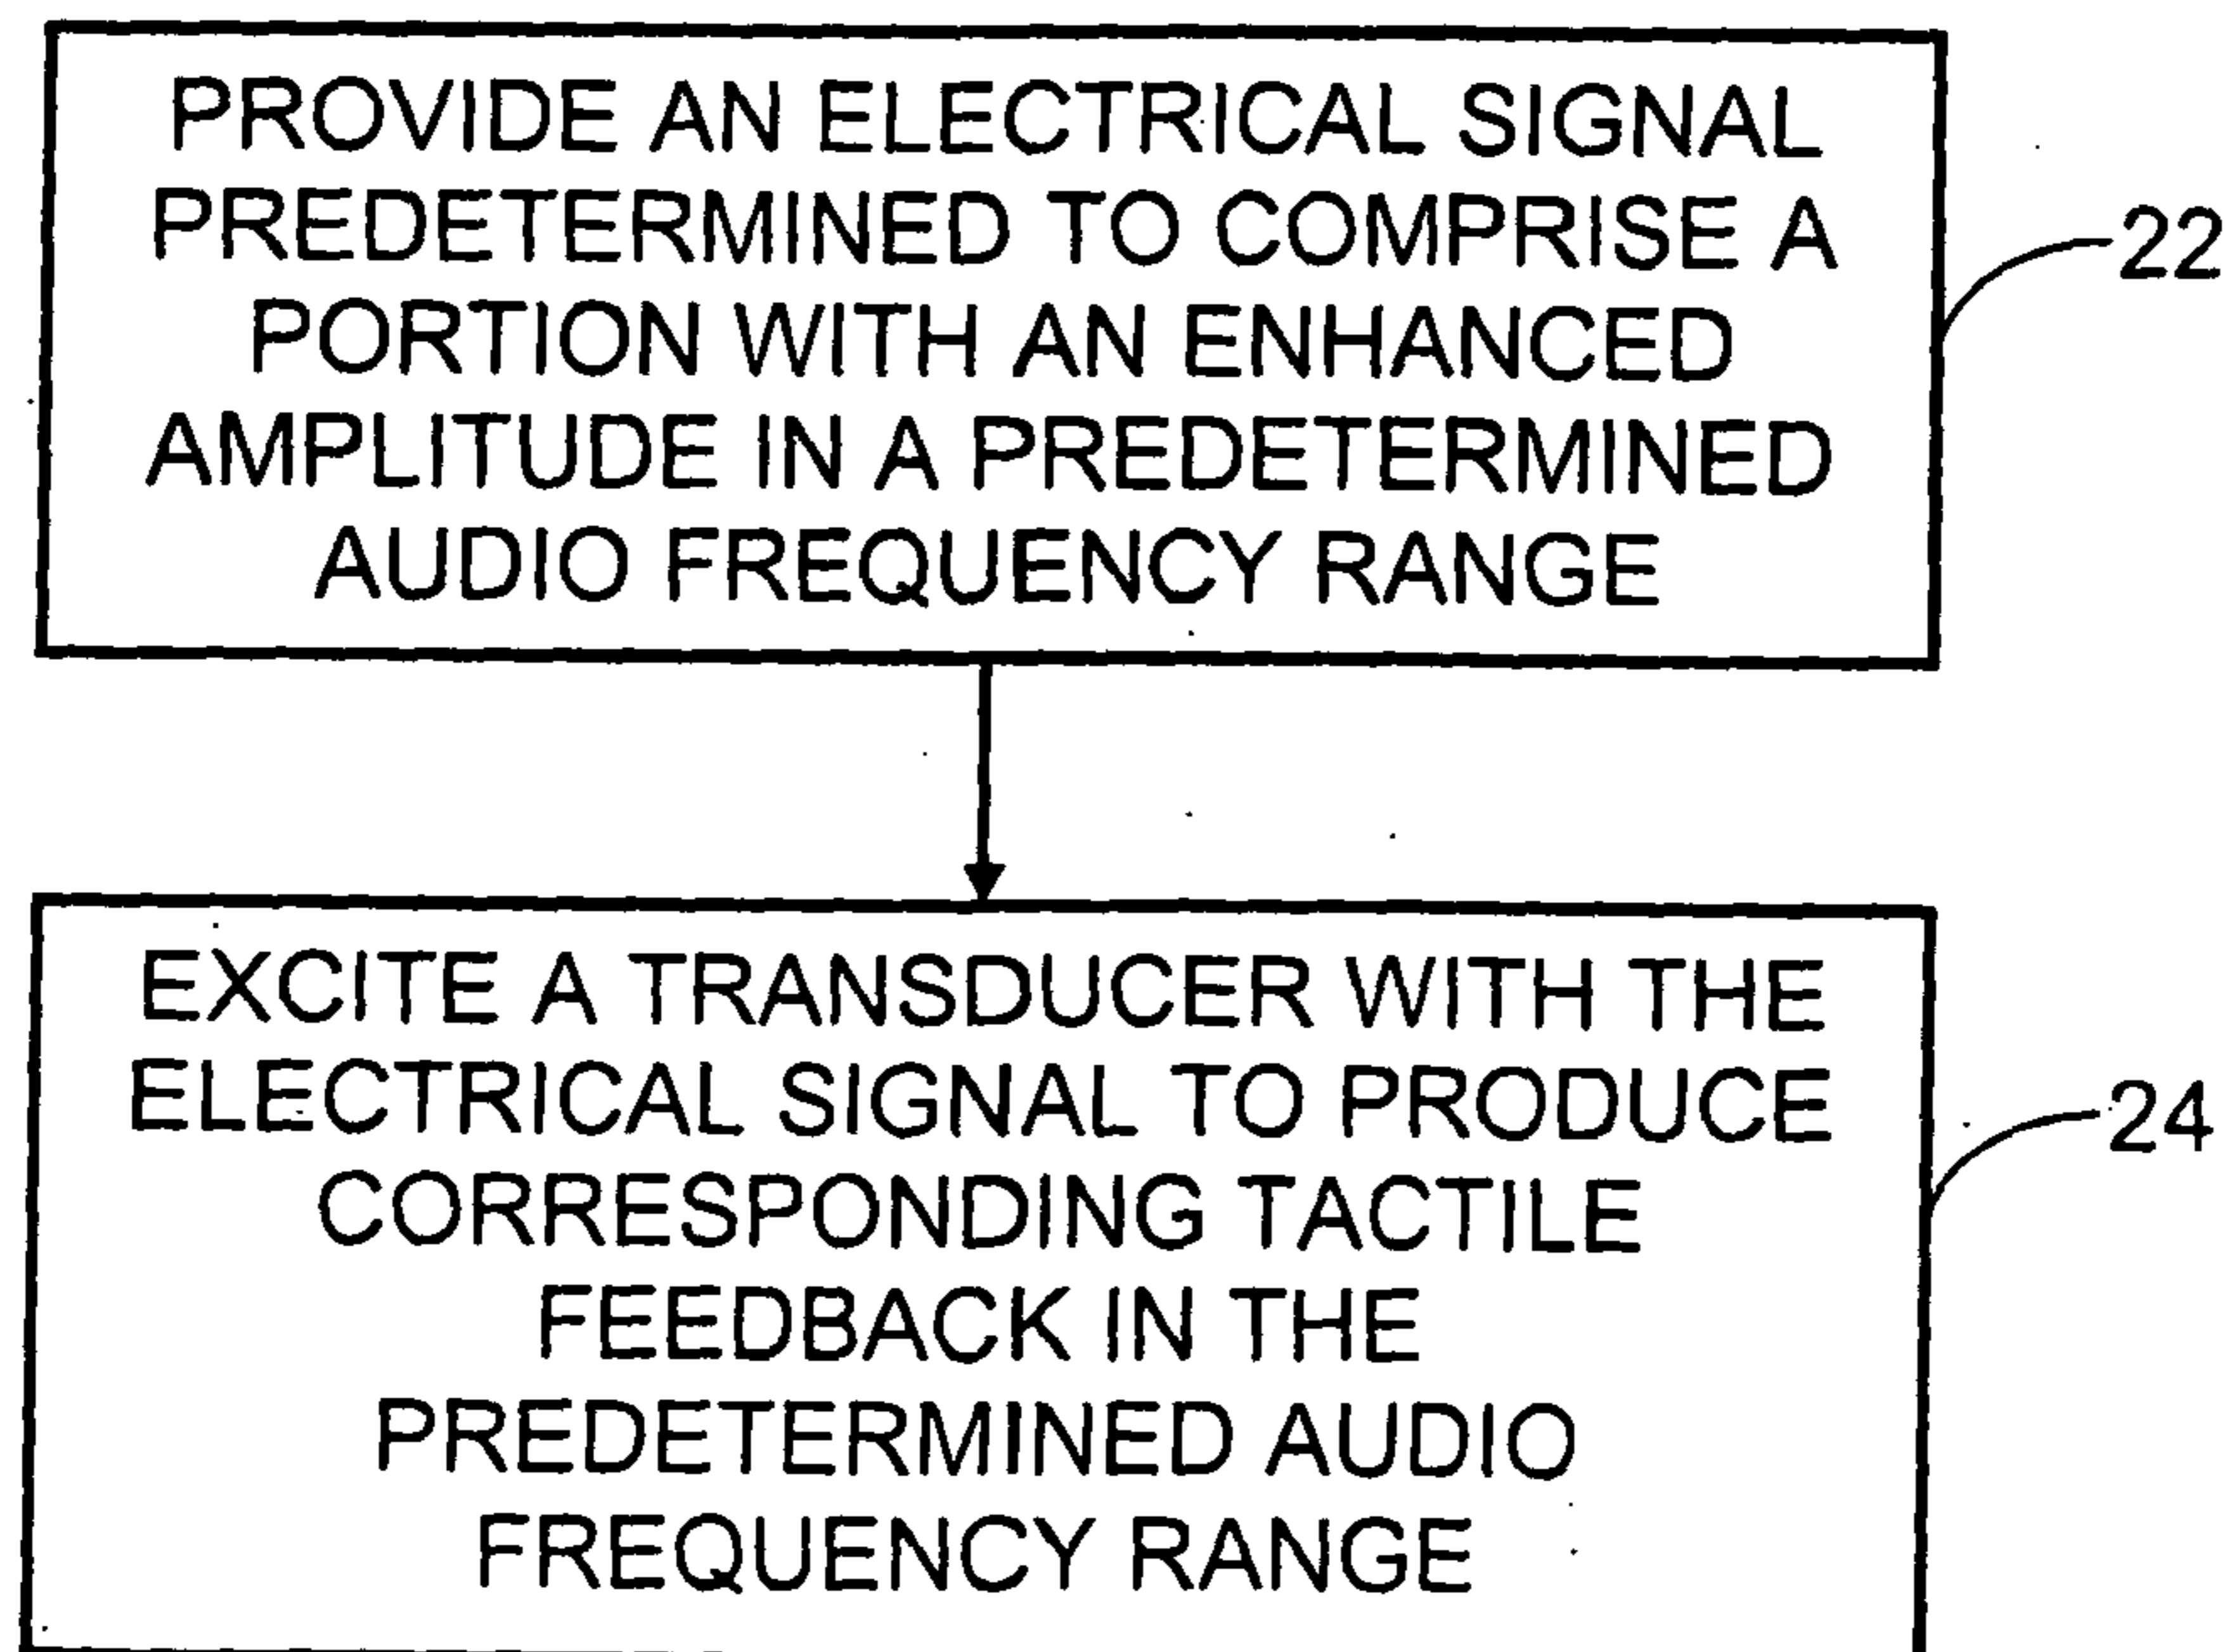 PROVIDE AN ELECTRICAL SIGNAL
PREDETERMINED TO COMPRISE A
PORTION WITH AN ENHANCED
AMPLITUDE IN A PREDETERMINED
AUDIO FREQUENCY RANGE
22
EXCITE A TRANSDUCER WITH THE
ELECTRICAL SIGNAL TO PRODUCE
CORRESPONDING TACTILE
FEEDBACK IN THE
PREDETERMINED AUDIO
FREQUENCY RANGE
24